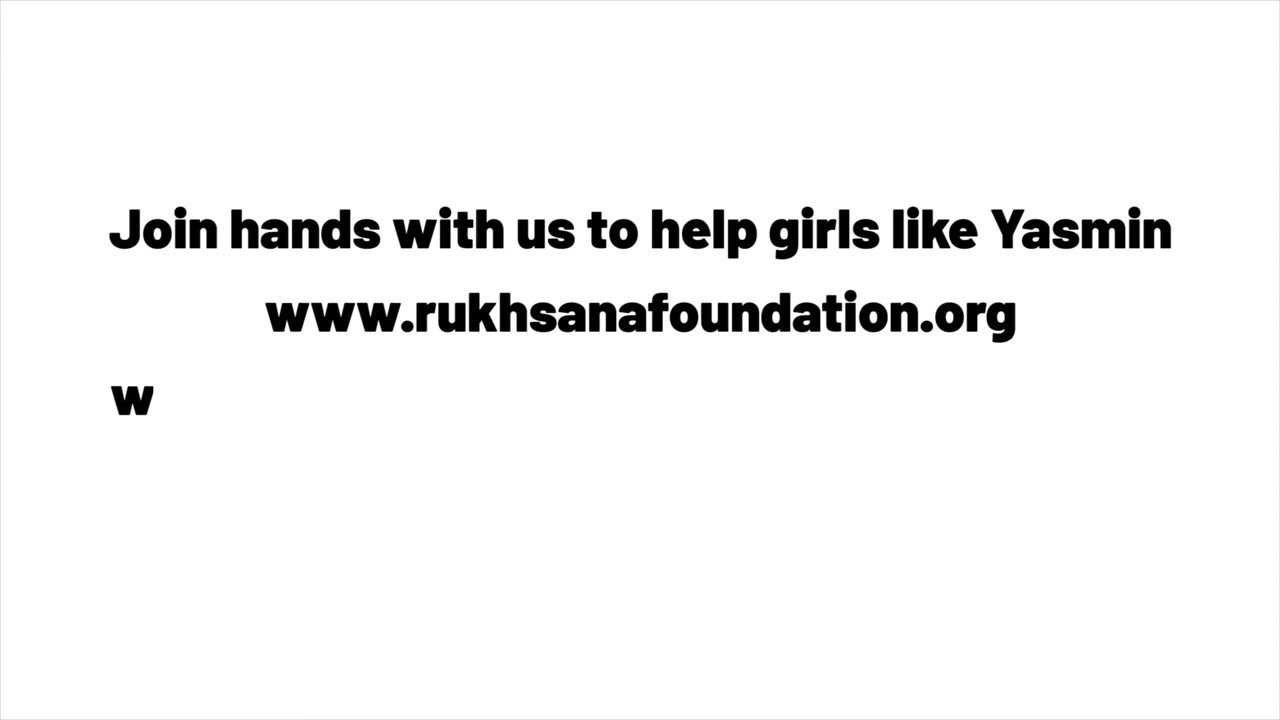 Join hands with us to help girls like Yasmin
www.rukhsanafoundation.org
w